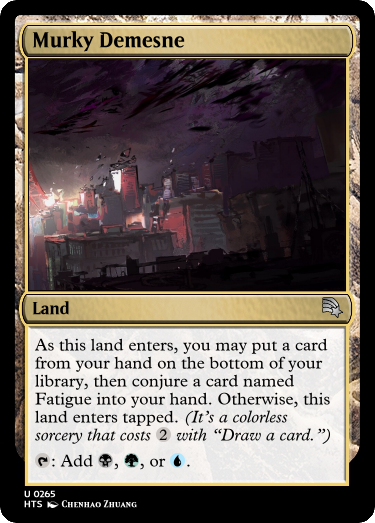 Murky Demesne
Land
As this land enters, you may put a card
from your hand on the bottom of your
library, then conjure a card named
Fatigue into your hand. Otherwise, this
land enters tapped. (It's a colorless
sorcery that costs 2 with “Draw a card.”)
: Add , , or .
U 0265
HTS Chenhao Zhuang